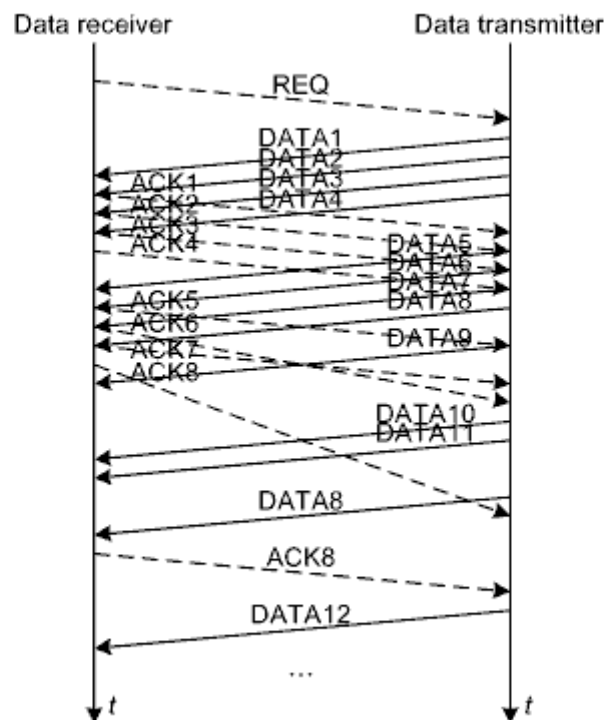 Data receiver
Data transmitter
REQ
DATA1
DATA2
DATA3
ACK1
DATA4
ACK2
ACK3
ACK4
DATA5
DATA6
DATA7
ACK5
DATA8
ACK6
DATA9
ACK7
ACK8
DATA10
DATA11
DATA8
ACK8
DATA12
...
t
t